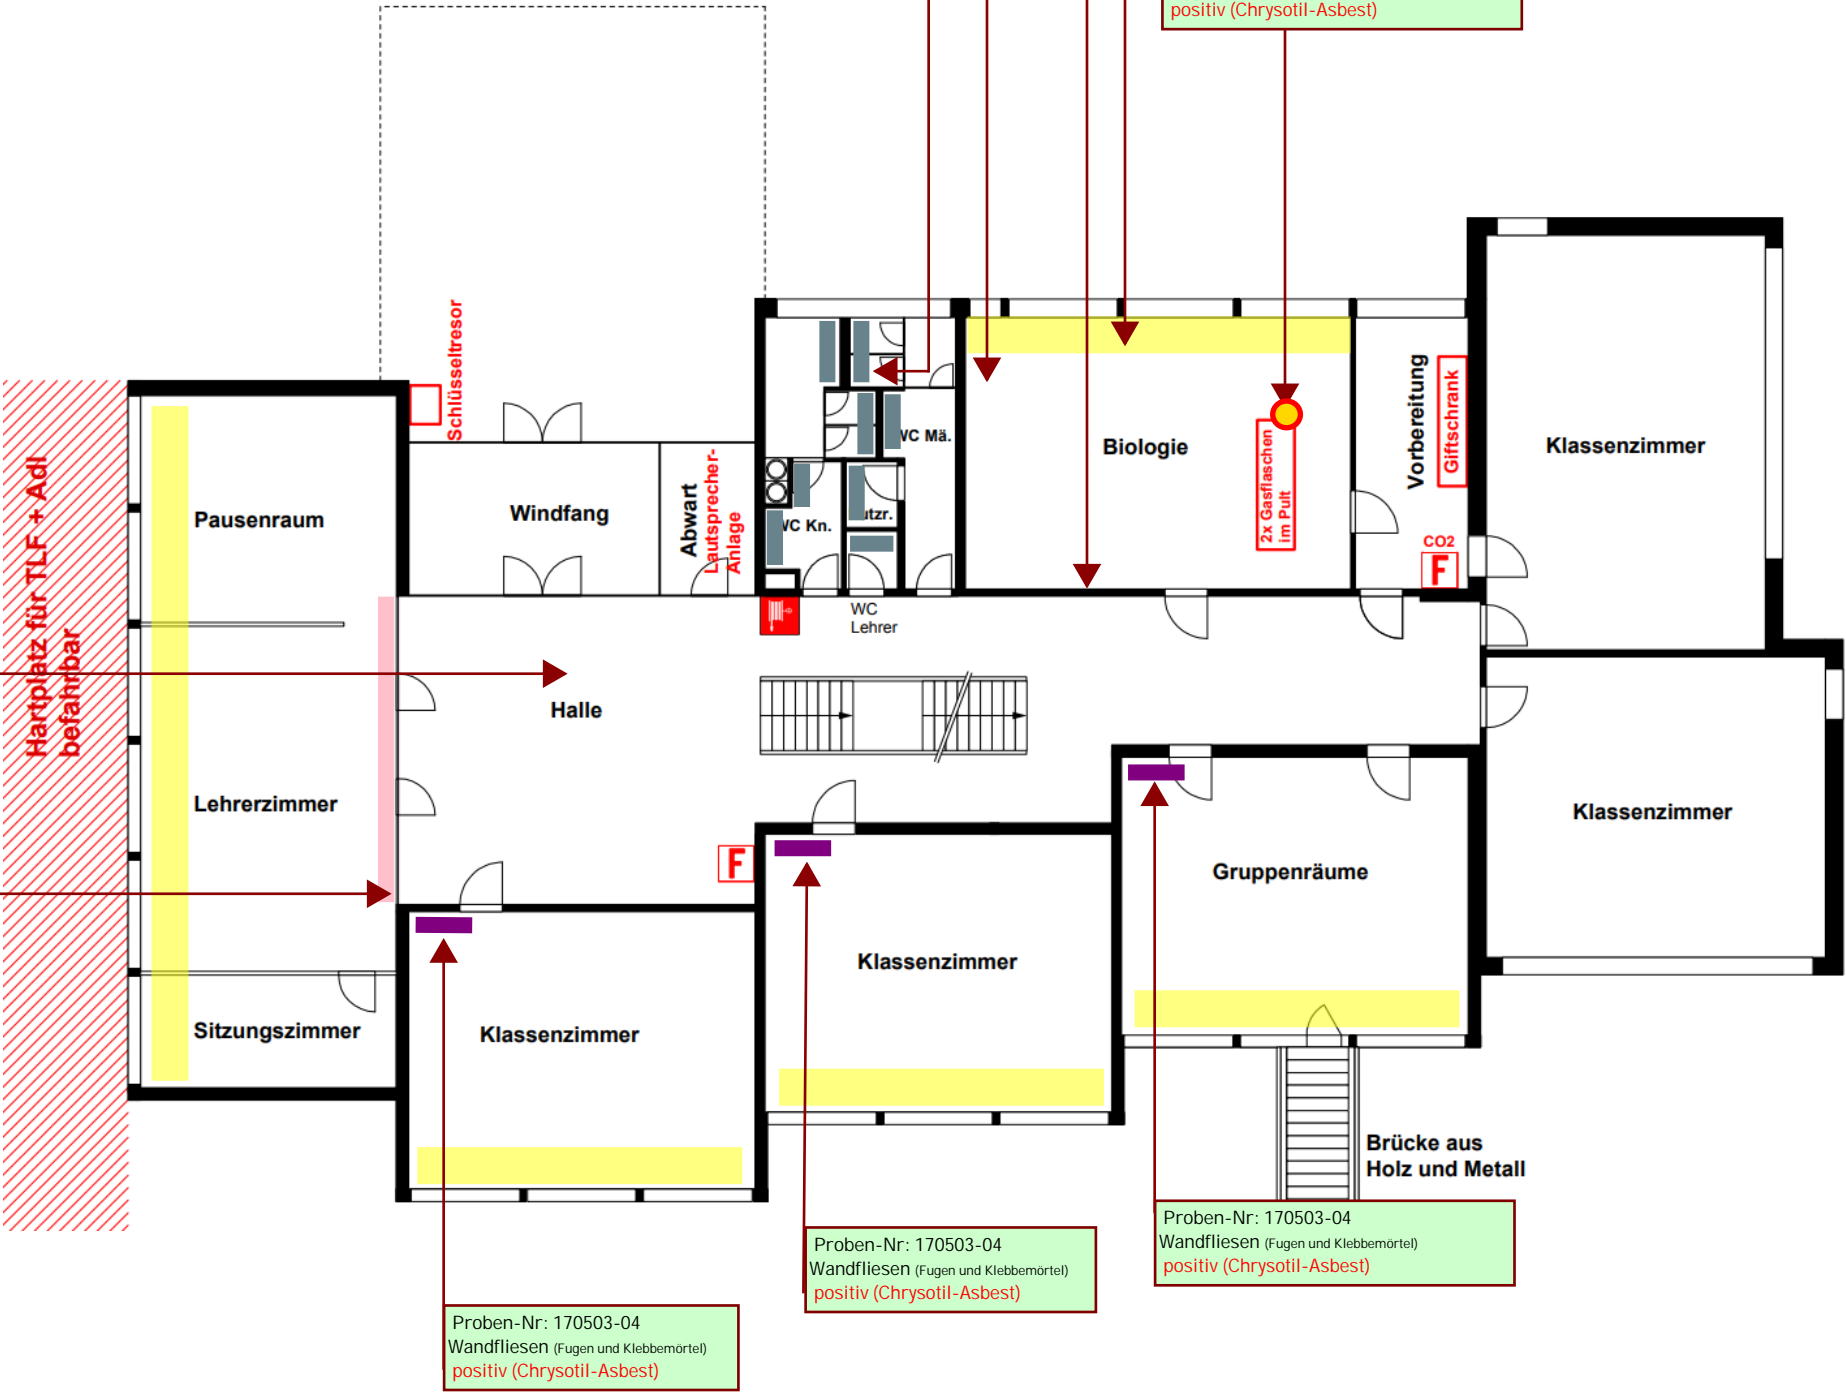 positiv (Chrysotil-Asbest)
Schlüsseltresor
Hartplatz für TLF + Adl
befahrbar
Pausenraum
Windfang
Abwart
Lautsprecher-
Anlage
WC Mä.
WC Kn.
WC
Lehrer
Biologie
2x Gasflaschen
im Pult
Vorbereitung
Giftschrank
CO2
F
Klassenzimmer
Halle
Lehrerzimmer
F
Klassenzimmer
Gruppenräume
Klassenzimmer
Sitzungszimmer
Klassenzimmer
Brücke aus
Holz und Metall
Proben-Nr: 170503-04
Wandfliesen (Fugen und Klebbemörtel)
positiv (Chrysotil-Asbest)
Proben-Nr: 170503-04
Wandfliesen (Fugen und Klebbemörtel)
positiv (Chrysotil-Asbest)
Proben-Nr: 170503-04
Wandfliesen (Fugen und Klebbemörtel)
positiv (Chrysotil-Asbest)